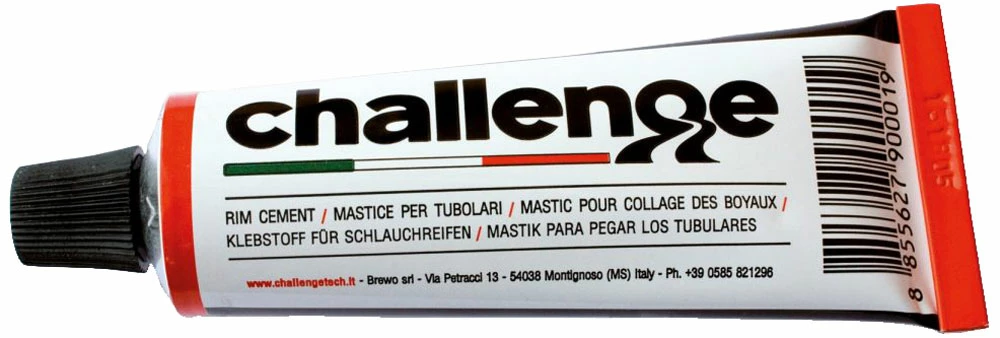 challenge
RIM CEMENT / MASTICE PER TUBOLARI / MASTIC POUR COLLAGE DES BOYAUX /
KLEBSTOFF FÜR SCHLAUCHREIFEN / MASTIK PARA PEGAR LOS TUBULARES
www.challengetech.it - Brewo srl - Via Petracci 13 - 54038 Montignoso (MS) Italy - Ph. +39 0585 821296
8 855627 900019